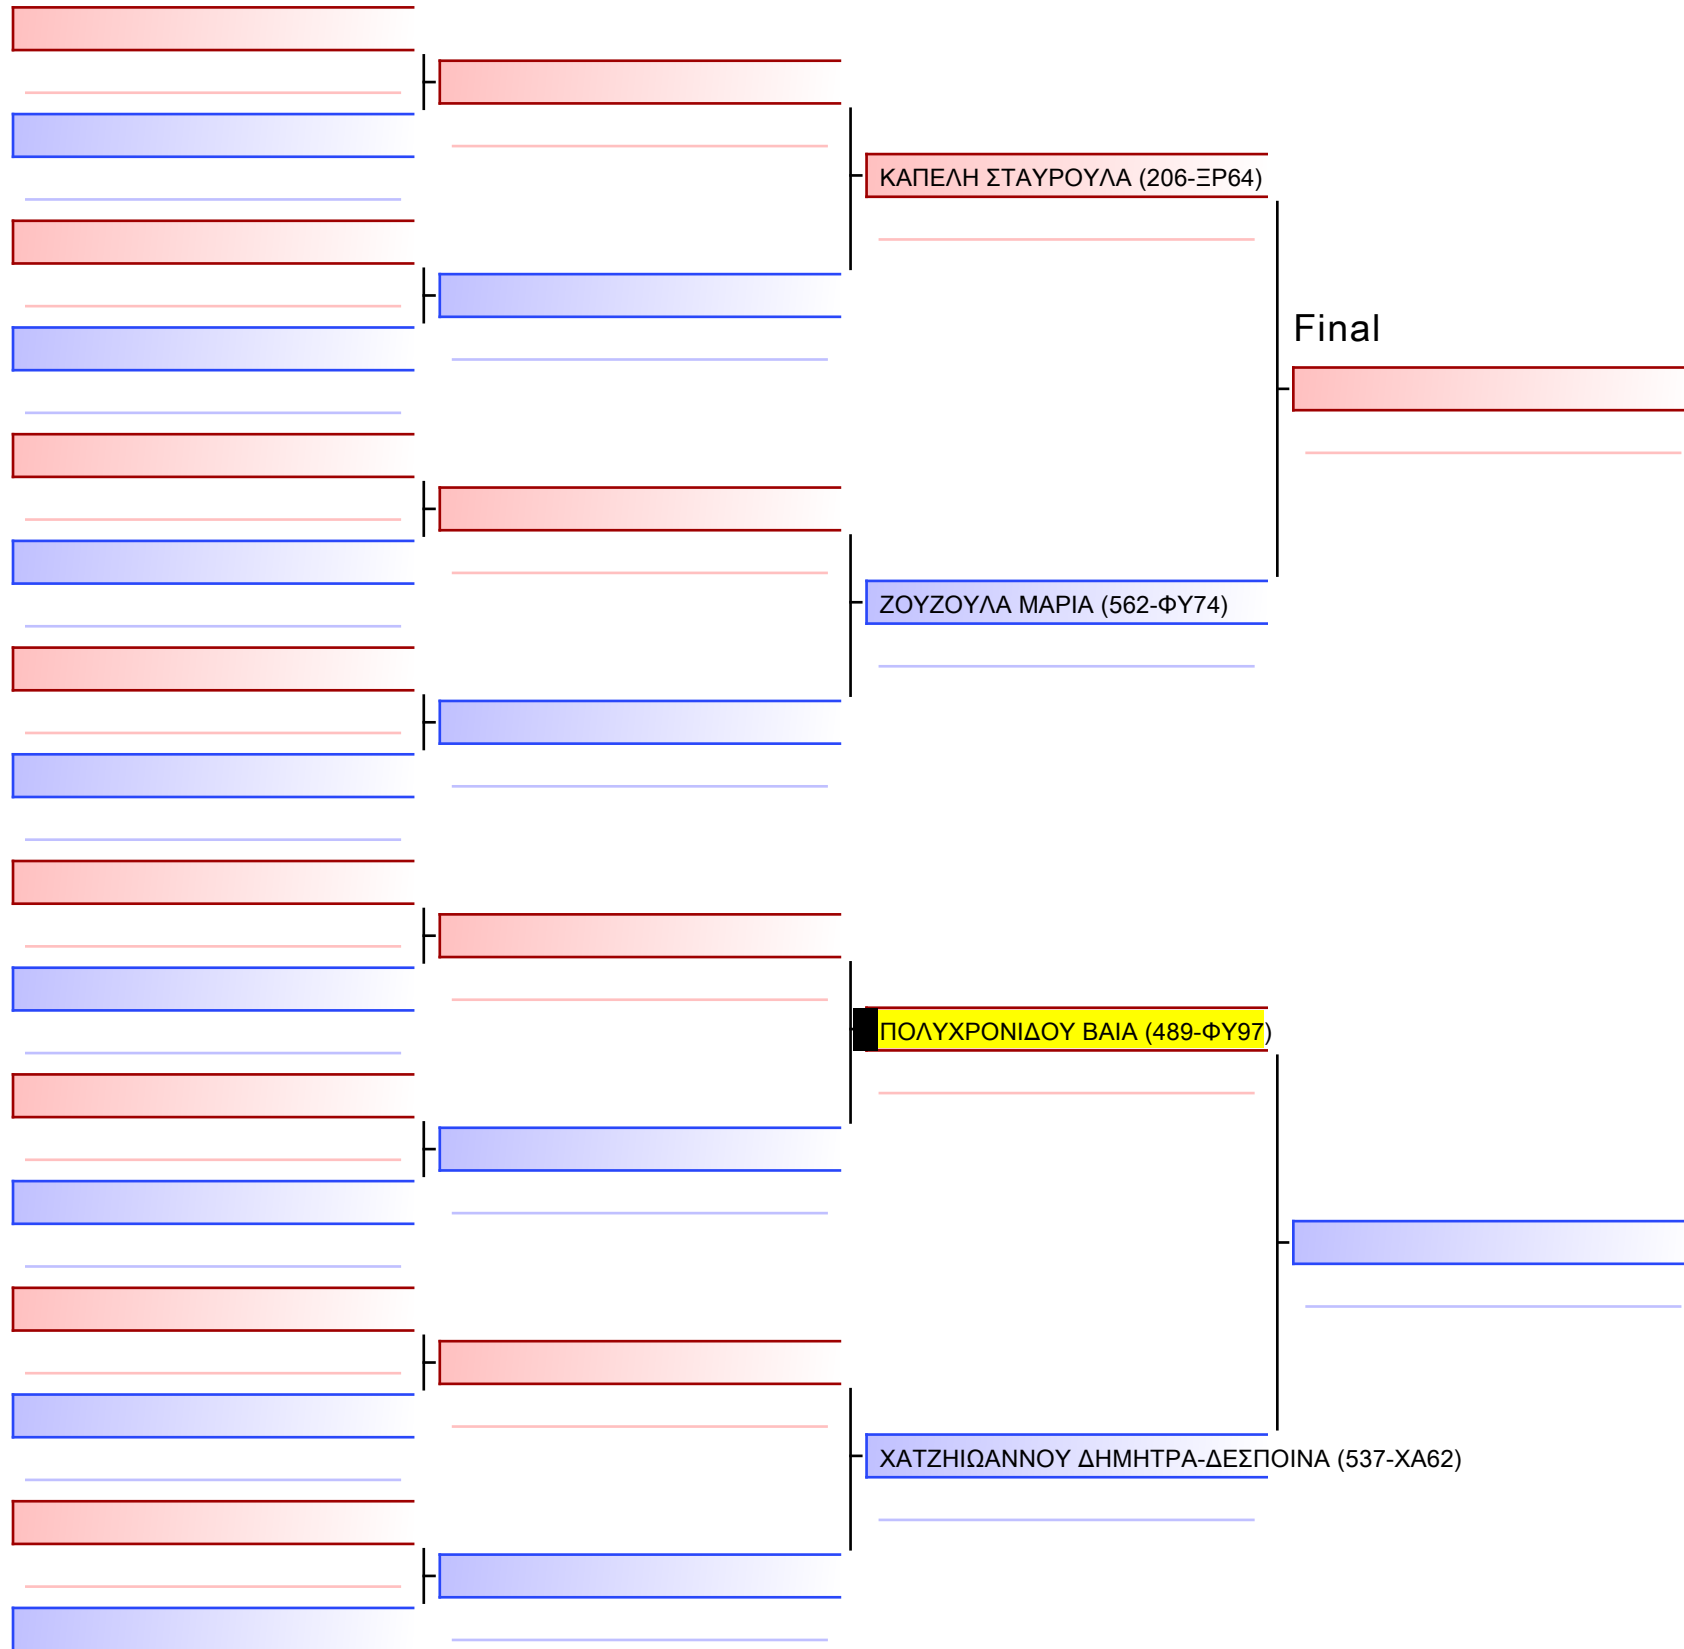 ΚΑΠΕΛΗ ΣΤΑΥΡΟΥΛΑ (206-ΞΡ64)
Final
ΖΟΥΖΟΥΛΑ ΜΑΡΙΑ (562-ΦΥ74)
ΠΟΛΥΧΡΟΝΙΔΟΥ ΒΑΙΑ (489-ΦΥ97)
ΧΑΤΖΗΙΩΑΝΝΟΥ ΔΗΜΗΤΡΑ-ΔΕΣΠΟΙΝΑ (537-ΧΑ62)